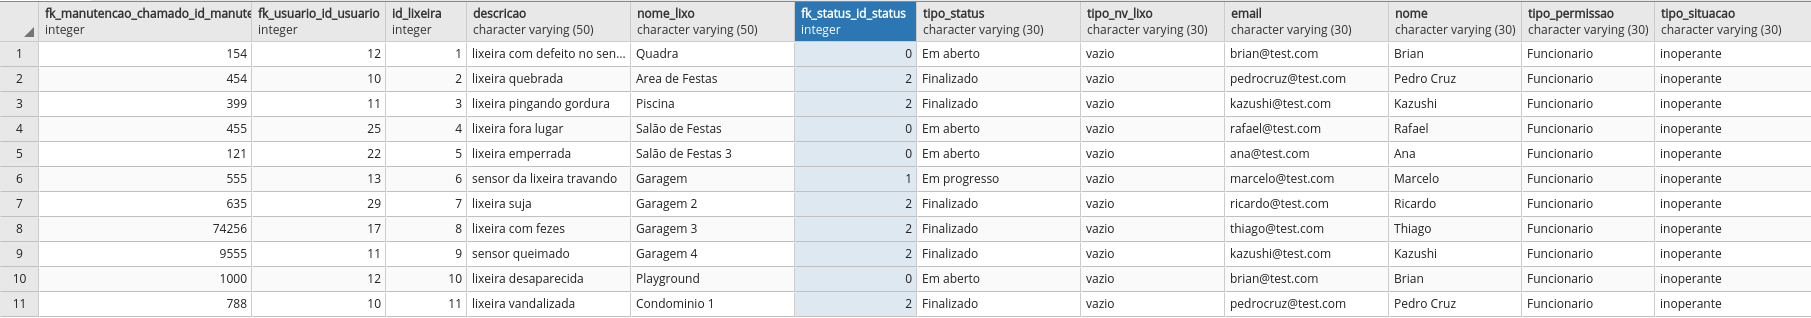 fk_manutencao_chamado_id_manute fk_usuario_id_usuario id_lixeira descricao nome_lixo fk_status_id_status tipo_status tipo_nv_lixo email nome tipo_permissao tipo_situacao
integer integer integer character varying (50) character varying (50) integer character varying (30) character varying (30) character varying (30) character varying (30) character varying (30) character varying (30)
1 154 12 1 lixeira com defeito no sen... Quadra 0 Em aberto vazio brian@test.com Brian Funcionario inoperante
2 454 10 2 lixeira quebrada Area de Festas 2 Finalizado vazio pedrocruz@test.com Pedro Cruz Funcionario inoperante
3 399 11 3 lixeira pingando gordura Piscina 2 Finalizado vazio kazushi@test.com Kazushi Funcionario inoperante
4 455 25 4 lixeira fora lugar Salão de Festas 0 Em aberto vazio rafael@test.com Rafael Funcionario inoperante
5 121 22 5 lixeira emperrada Salão de Festas 3 0 Em aberto vazio ana@test.com Ana Funcionario inoperante
6 555 13 6 sensor da lixeira travando Garagem 1 Em progresso vazio marcelo@test.com Marcelo Funcionario inoperante
7 635 29 7 lixeira suja Garagem 2 2 Finalizado vazio ricardo@test.com Ricardo Funcionario inoperante
8 74256 17 8 lixeira com fezes Garagem 3 2 Finalizado vazio thiago@test.com Thiago Funcionario inoperante
9 9555 11 9 sensor queimado Garagem 4 2 Finalizado vazio kazushi@test.com Kazushi Funcionario inoperante
10 1000 12 10 lixeira desaparecida Playground 0 Em aberto vazio brian@test.com Brian Funcionario inoperante
11 788 10 11 lixeira vandalizada Condominio 1 2 Finalizado vazio pedrocruz@test.com Pedro Cruz Funcionario inoperante